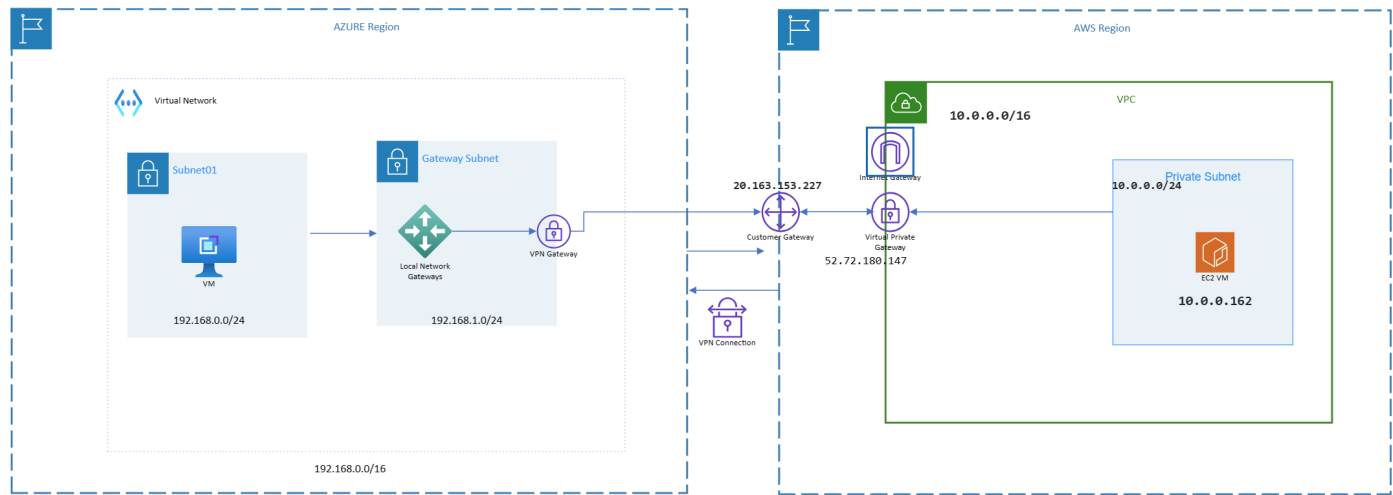 AZURE Region
Virtual Network
Subnet01
VM
192.168.0.0/24
Gateway Subnet
Local Network
Gateways
VPN Gateway
192.168.1.0/24
192.168.0.0/16
20.163.153.227
Customer Gateway
VPN Connection
AWS Region
VPC
10.0.0.0/16
Internet Gateway
Virtual Private
Gateway
52.72.180.147
Private Subnet
10.0.0.0/24
EC2 VM
10.0.0.162